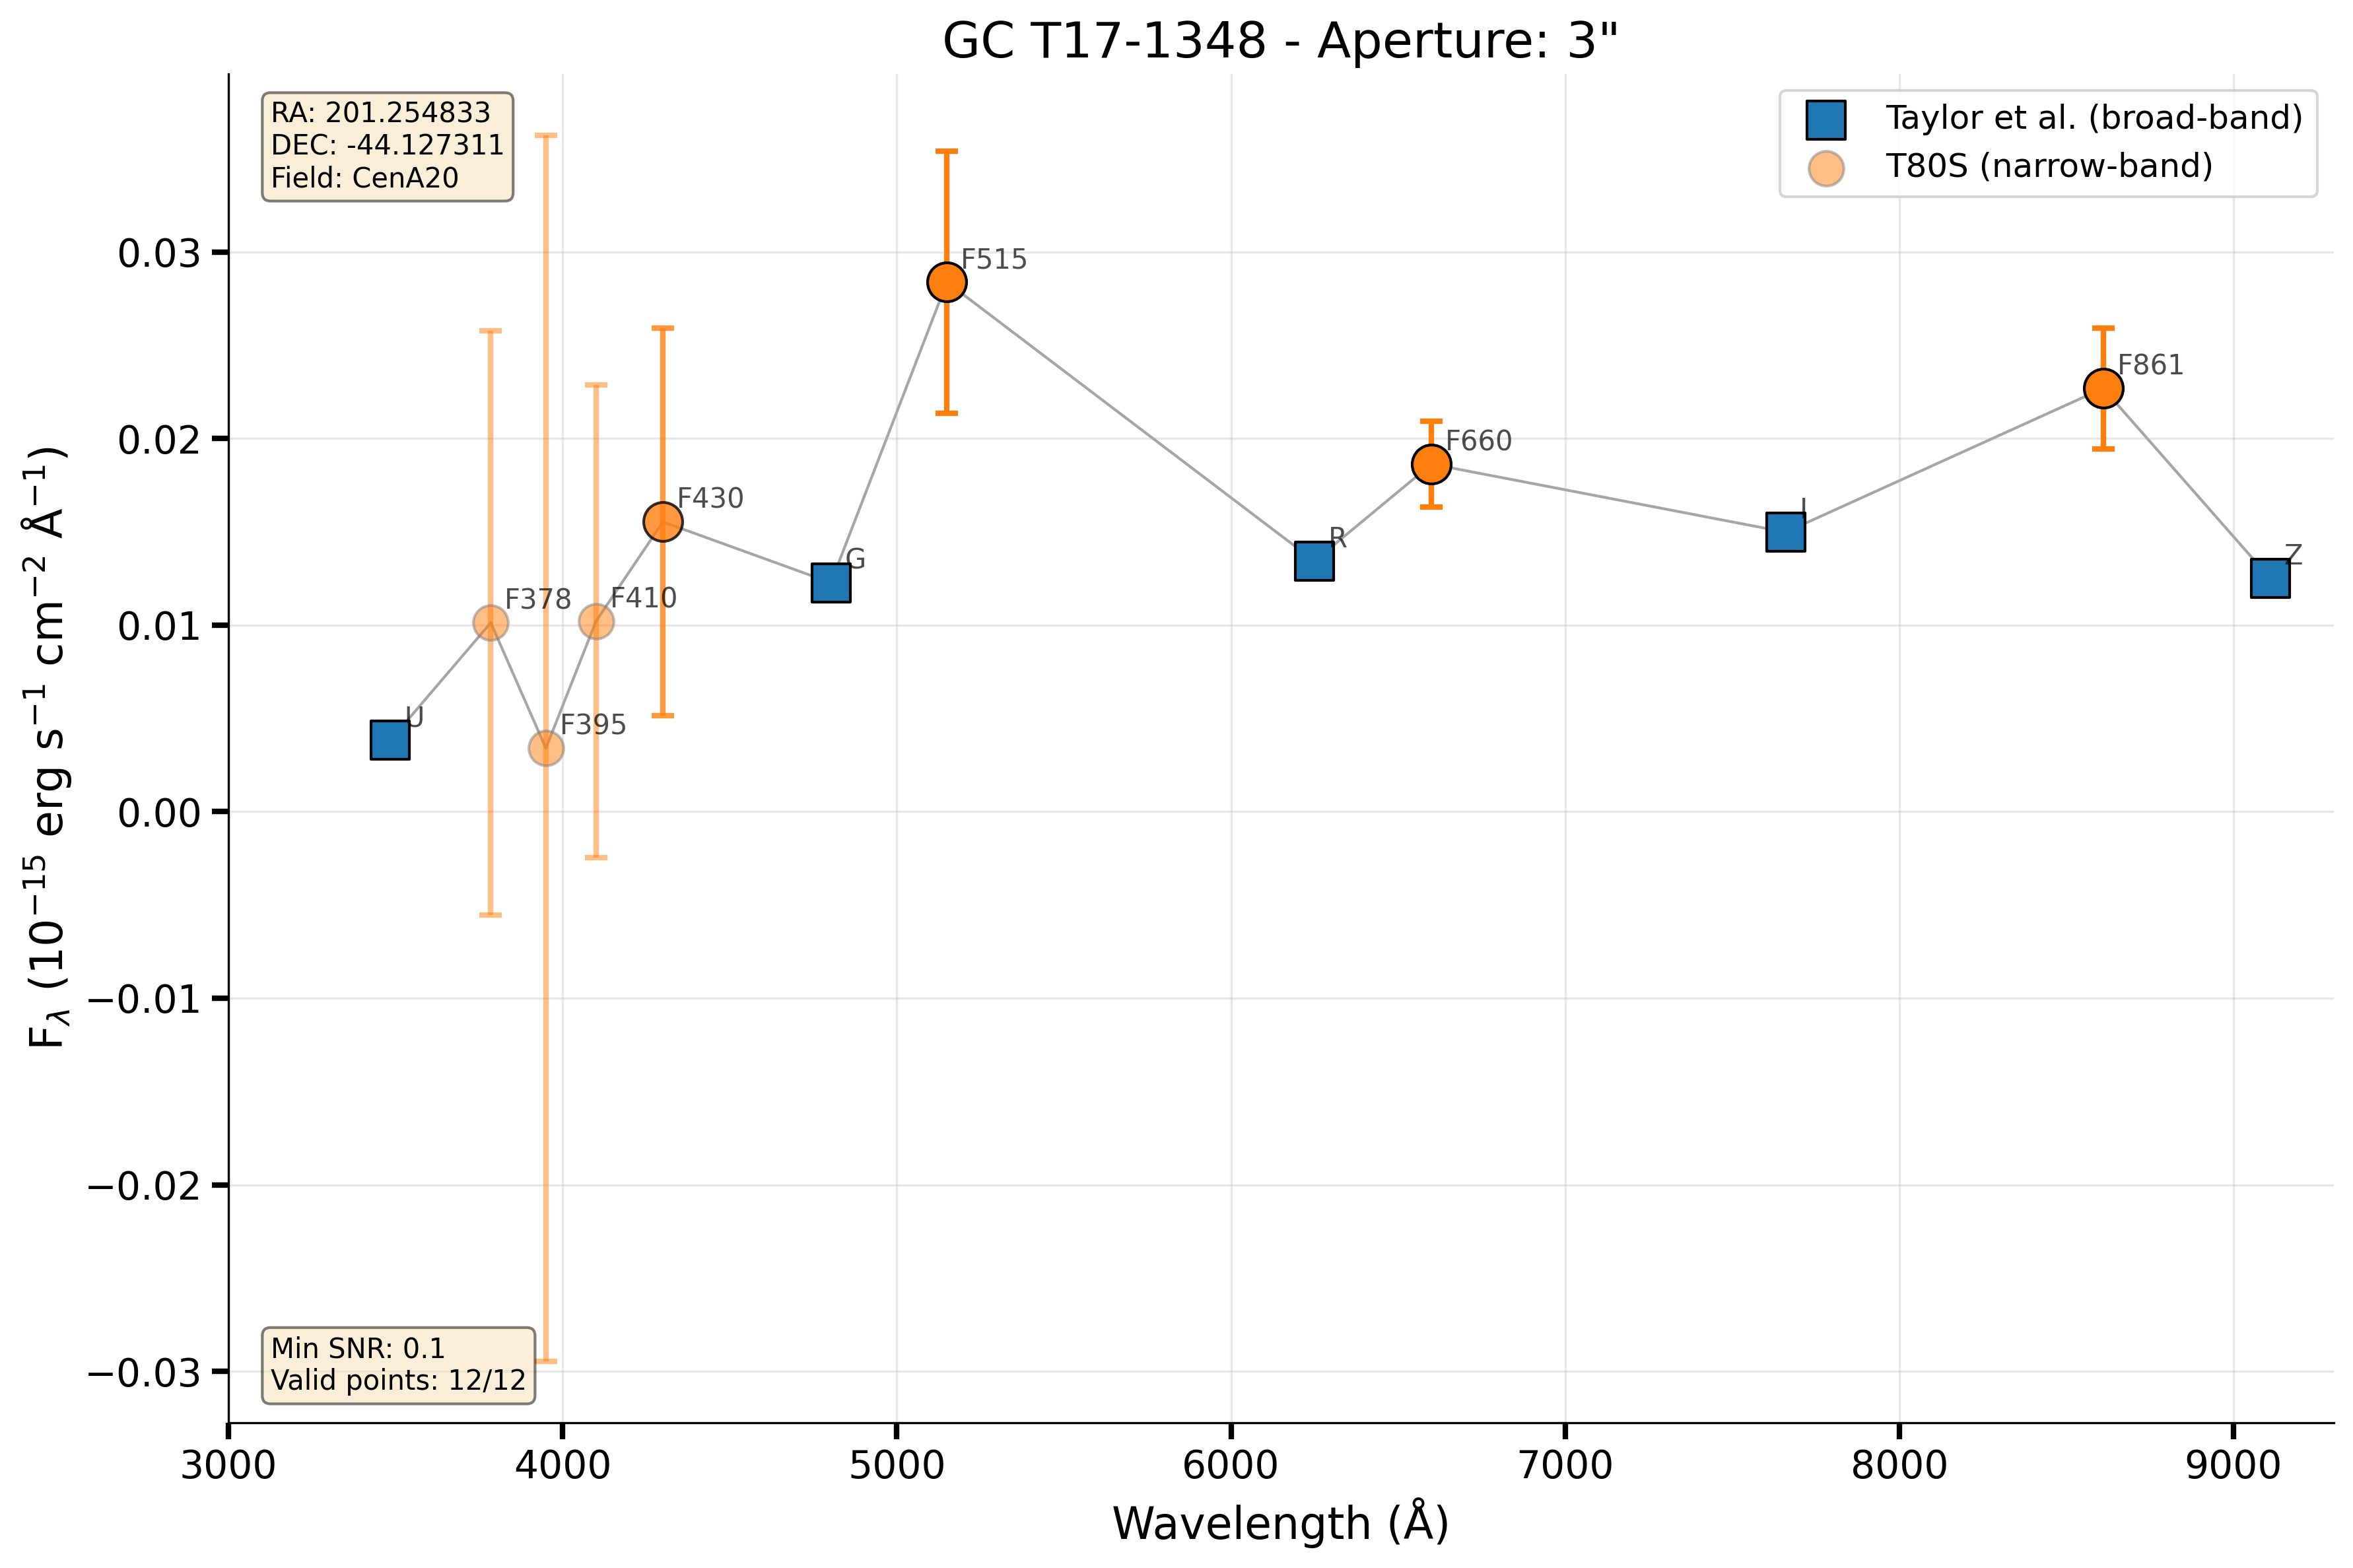 GC T17-1348 - Aperture: 3"
RA: 201.254833
DEC: -44.127311
Field: CenA20
Taylor et al. (broad-band)
T80S (narrow-band)
F515
F861
F660
F430
I
R
G
Z
F378
F410
U
F395
0.03
0.02
0.01
0.00
−0.01
−0.02
−0.03
F$_λ$ (10⁻¹⁵ erg s⁻¹ cm⁻² Å⁻¹)
Min SNR: 0.1
Valid points: 12/12
3000 4000 5000 6000 7000 8000 9000
Wavelength (Å)